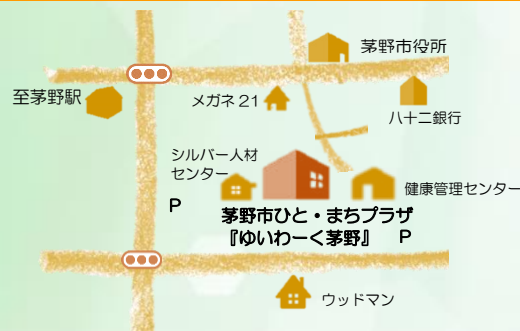 茅野市役所
至茅野駅
メガネ21
八十二銀行
シルバー人材
センター
健康管理センター
P
茅野市ひと・まちプラザ
『ゆいわーく茅野』 P
ウッドマン